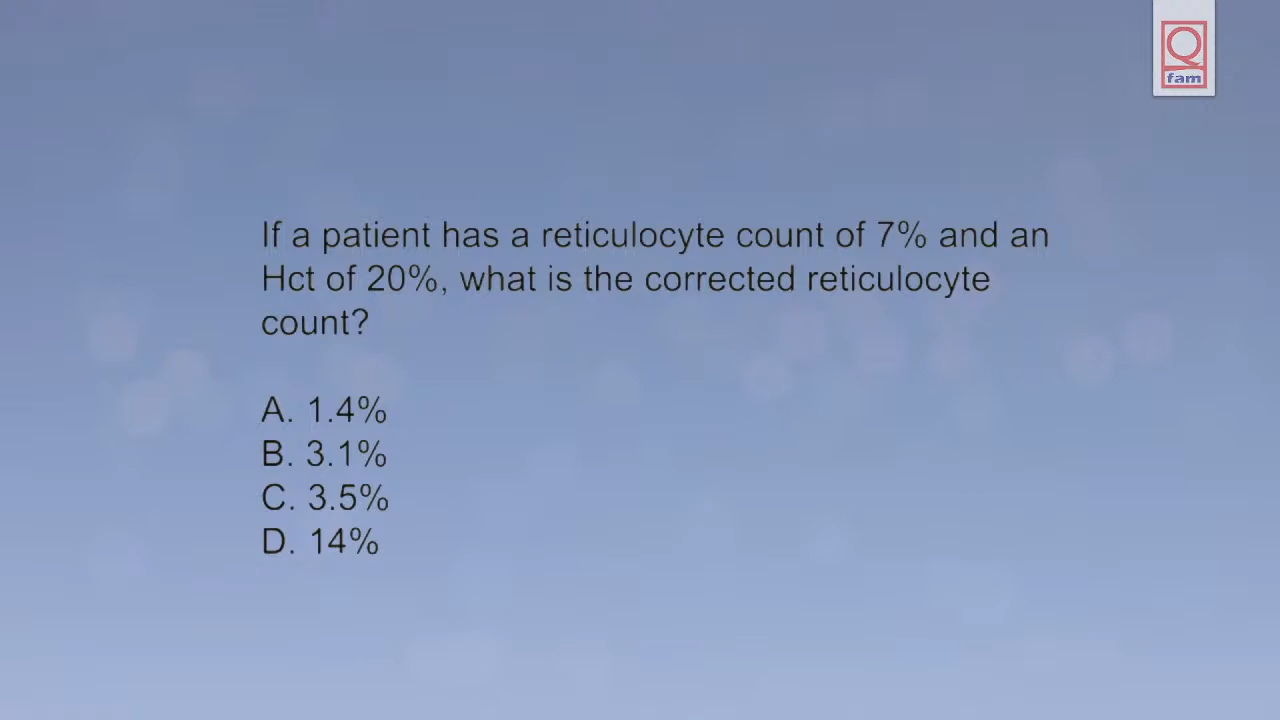 Q
fam
If a patient has a reticulocyte count of 7% and an
Hct of 20%, what is the corrected reticulocyte
count?
A. 1.4%
B. 3.1%
C. 3.5%
D. 14%